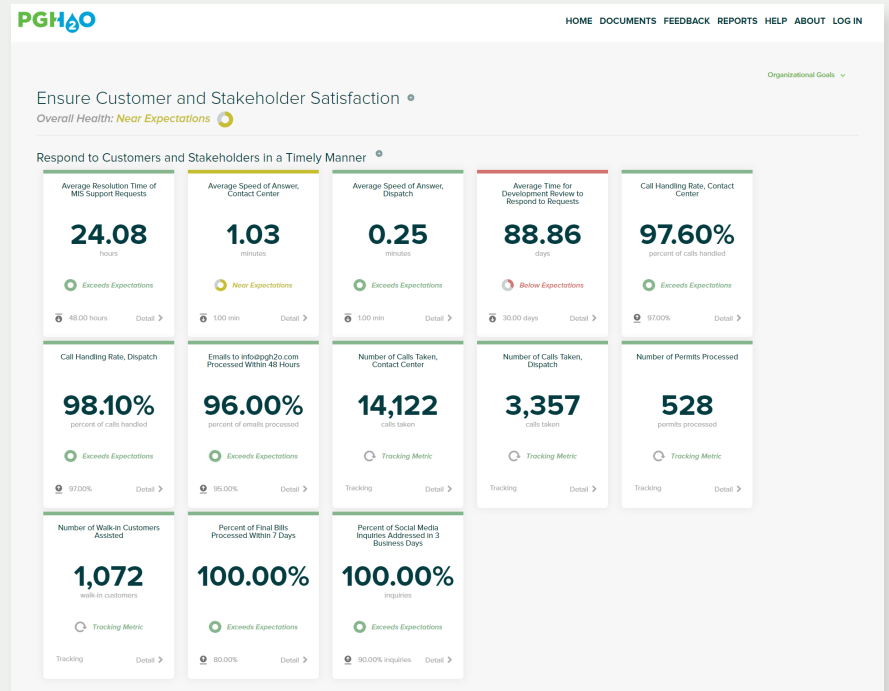 PGH2O
HOME DOCUMENTS FEEDBACK REPORTS HELP ABOUT LOG IN
Organizational Goals
Ensure Customer and Stakeholder Satisfaction
Overall Health: Near Expectations
Respond to Customers and Stakeholders in a Timely Manner
Average Resolution Time of
MIS Support Requests
24.08
hours
Exceeds Expectations
48.00 hours
Detail
Average Speed of Answer,
Contact Center
1.03
minutes
Near Expectations
1.00 min
Detail
Average Speed of Answer,
Dispatch
0.25
minutes
Exceeds Expectations
1.00 min
Detail
Average Time for
Development Review to
Respond to Requests
88.86
days
Below Expectations
30.00 days
Detail
Call Handling Rate, Contact
Center
97.60%
percent of calls handled
Exceeds Expectations
97.00%
Detail
Call Handling Rate, Dispatch
98.10%
percent of calls handled
Exceeds Expectations
97.00%
Detail
Emails to info@pgh2o.com
Processed Within 48 Hours
96.00%
percent of emails processed
Exceeds Expectations
95.00%
Detail
Number of Calls Taken,
Contact Center
14,122
calls taken
Tracking Metric
Tracking
Detail
Number of Calls Taken,
Dispatch
3,357
calls taken
Tracking Metric
Tracking
Detail
Number of Permits Processed
528
permits processed
Tracking Metric
Tracking
Detail
Number of Walk-in Customers
Assisted
1,072
walk-in customers
Tracking Metric
Tracking
Detail
Percent of Final Bills
Processed Within 7 Days
100.00%
Exceeds Expectations
80.00%
Detail
Percent of Social Media
Inquiries Addressed in 3
Business Days
100.00%
inquiries
Exceeds Expectations
90.00% inquiries
Detail